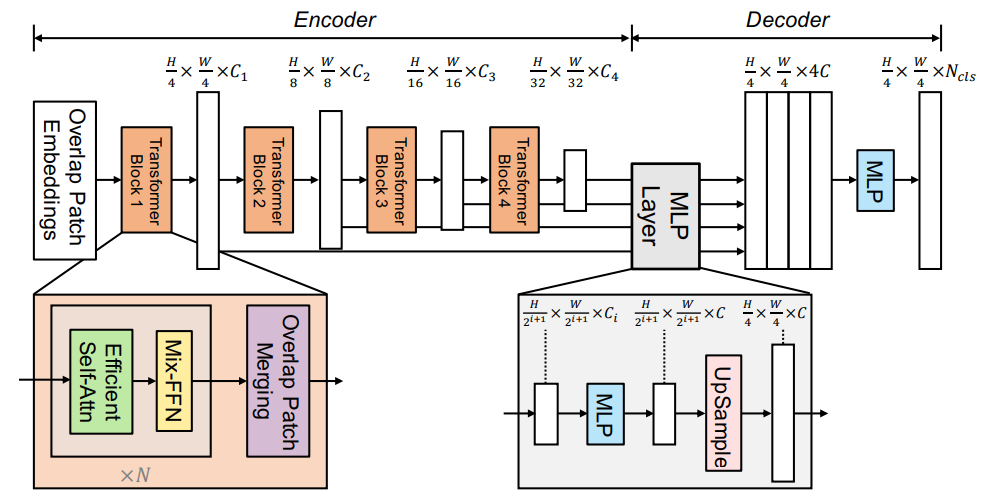 Encoder
Decoder
H/4 × W/4 × C₁
H/8 × W/8 × C₂
H/16 × W/16 × C₃
H/32 × W/32 × C₄
H/4 × W/4 × 4C
H/4 × W/4 × N_cls
Overlap Patch
Embeddings
Transformer
Block 1
Transformer
Block 2
Transformer
Block 3
Transformer
Block 4
MLP
Layer
MLP
Efficient
Self-Attn
Mix-FFN
Overlap Patch
Merging
×N
H/2^(i+1) × W/2^(i+1) × C_i
H/2^(i+1) × W/2^(i+1) × C
H/4 × W/4 × C
MLP
UpSample